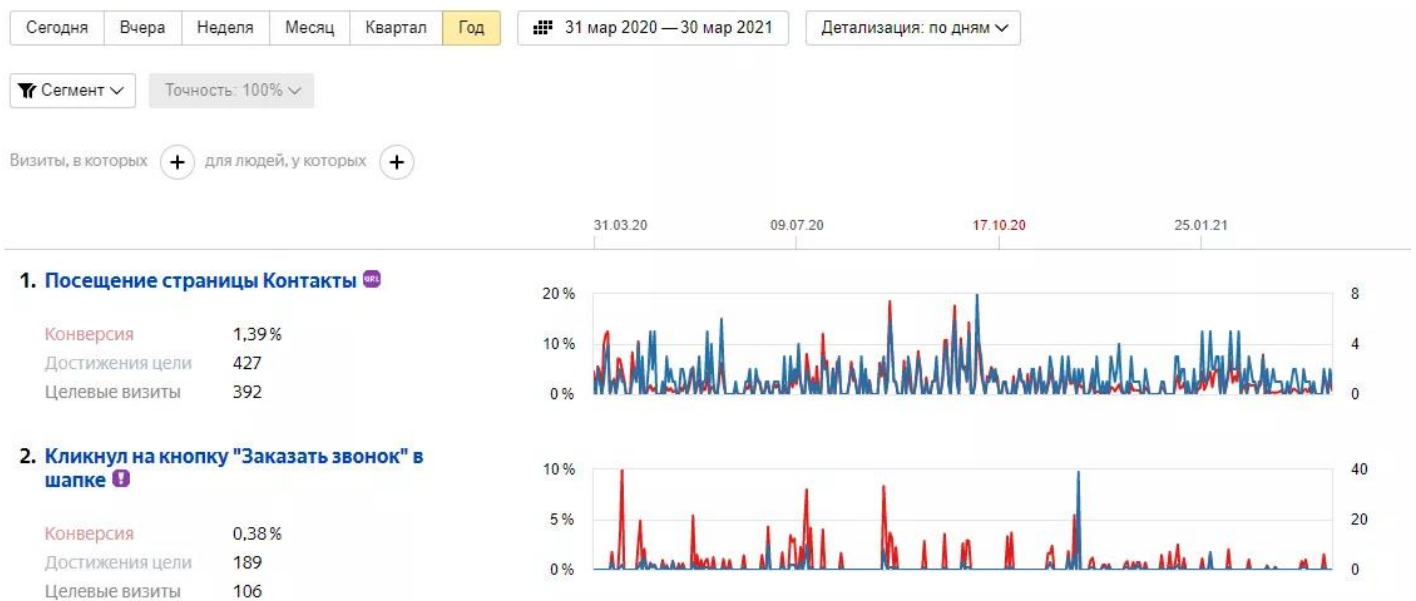 Сегодня Вчера Неделя Месяц Квартал Год 31 мар 2020 — 30 мар 2021 Детализация: по дням
Сегмент Точность: 100%
Визиты, в которых + для людей, у которых +
31.03.20 09.07.20 17.10.20 25.01.21
1. Посещение страницы Контакты URL
20 % 8
Конверсия 1,39 %
10 % 4
Достижения цели 427
Целевые визиты 392
0 % 0
2. Кликнул на кнопку "Заказать звонок" в
шапке
10 % 40
5 % 20
Конверсия 0,38 %
Достижения цели 189
0 % 0
Целевые визиты 106